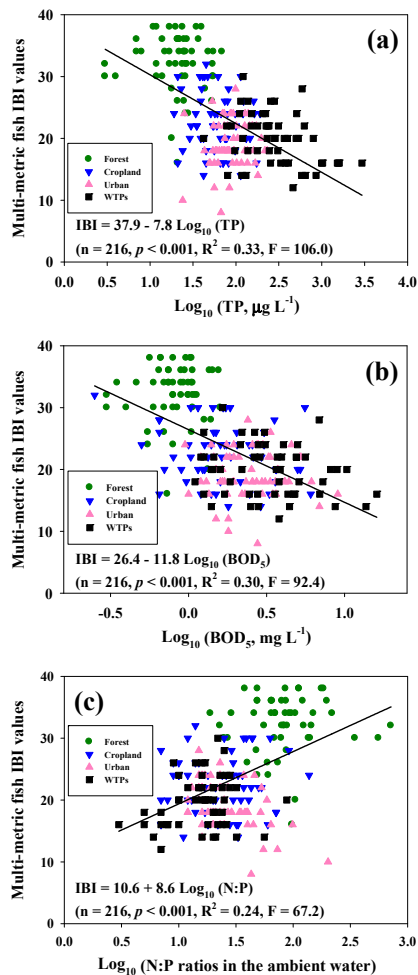 (a)
Multi-metric fish IBI values
40
30
20
10
0
Forest
Cropland
Urban
WTPs
IBI = 37.9 - 7.8 Log10 (TP)
(n = 216, p < 0.001, R² = 0.33, F = 106.0)
0.0 0.5 1.0 1.5 2.0 2.5 3.0 3.5 4.0
Log10 (TP, µg L⁻¹)
(b)
Multi-metric fish IBI values
40
30
20
10
0
Forest
Cropland
Urban
WTPs
IBI = 26.4 - 11.8 Log10 (BOD5)
(n = 216, p < 0.001, R² = 0.30, F = 92.4)
-0.5 0.0 0.5 1.0
Log10 (BOD5, mg L⁻¹)
(c)
Multi-metric fish IBI values
40
30
20
10
0
Forest
Cropland
Urban
WTPs
IBI = 10.6 + 8.6 Log10 (N:P)
(n = 216, p < 0.001, R² = 0.24, F = 67.2)
0.0 0.5 1.0 1.5 2.0 2.5 3.0
Log10 (N:P ratios in the ambient water)